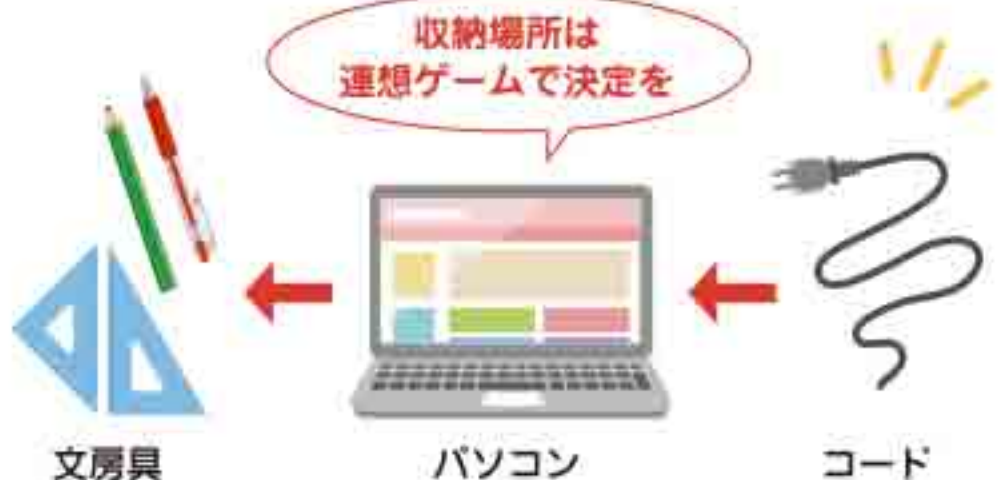 収納場所は
連想ゲームで決定を
文房具
パソコン
コード